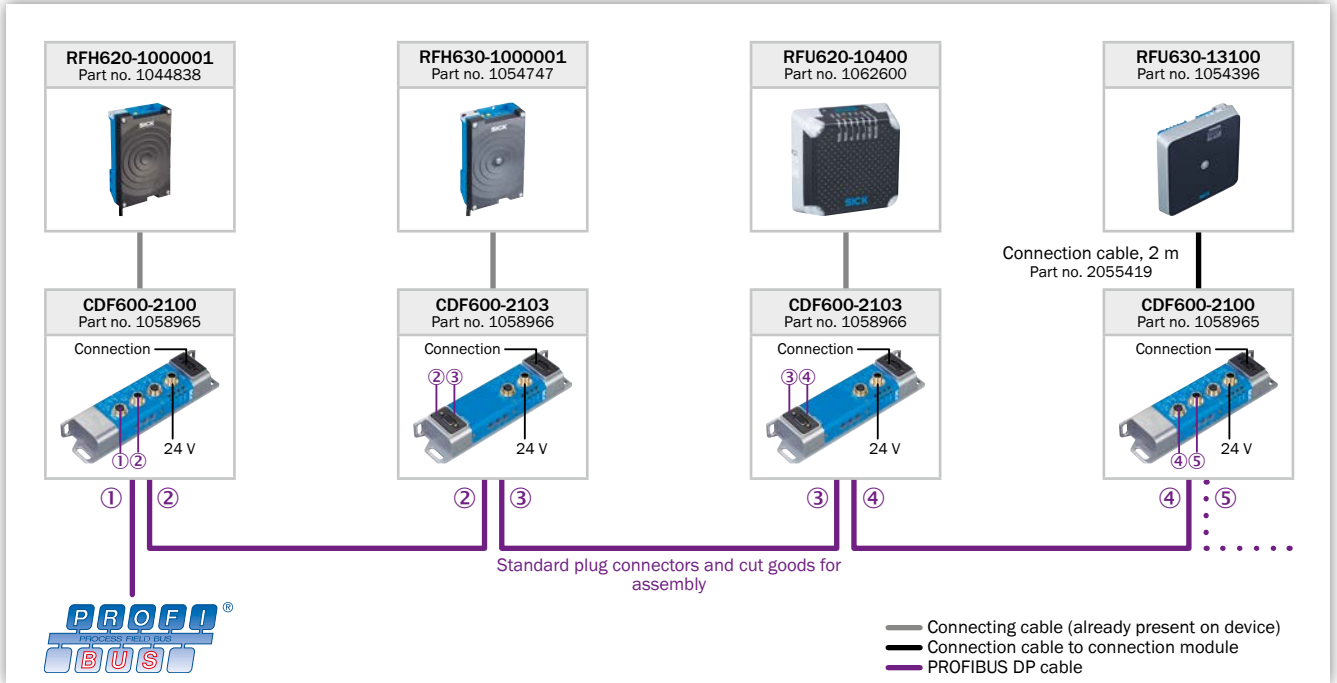 RFH620-1000001
Part no. 1044838
SICK
RFH630-1000001
Part no. 1054747
SICK
RFU620-10400
Part no. 1062600
SICK
RFU630-13100
Part no. 1054396
SICK
Connection cable, 2 m
Part no. 2055419
CDF600-2100
Part no. 1058965
Connection
①②
24 V
CDF600-2103
Part no. 1058966
Connection
②③
24 V
CDF600-2103
Part no. 1058966
Connection
③④
24 V
CDF600-2100
Part no. 1058965
Connection
④⑤
24 V
① ② ② ③ ③ ④ ④ ⑤
Standard plug connectors and cut goods for
assembly
PROFI®
PROCESS FIELD BUS
BUS
Connecting cable (already present on device)
Connection cable to connection module
PROFIBUS DP cable